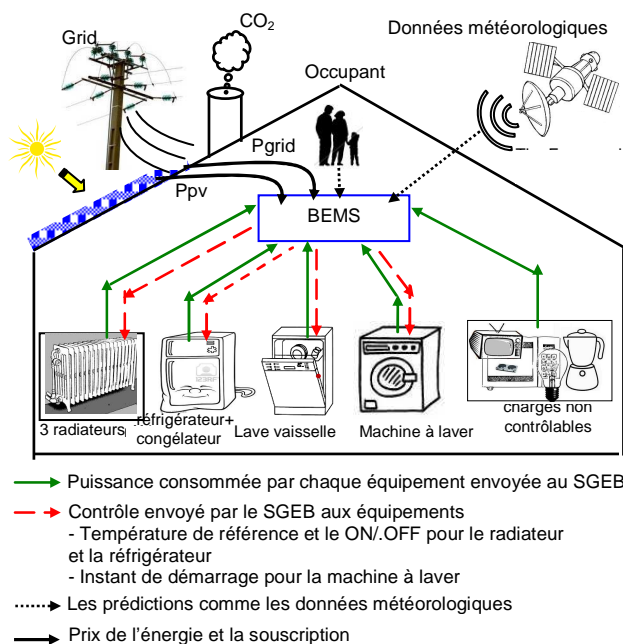 CO2
Grid
Données météorologiques
Occupant
Pgrid
Ppv
BEMS
3 radiateurs
réfrigérateur+
congélateur
Lave vaisselle
Machine à laver
charges non
contrôlables
Puissance consommée par chaque équipement envoyée au SGEB
Contrôle envoyé par le SGEB aux équipements
- Température de référence et le ON/.OFF pour le radiateur
et la réfrigérateur
- Instant de démarrage pour la machine à laver
Les prédictions comme les données météorologiques
Prix de l'énergie et la souscription